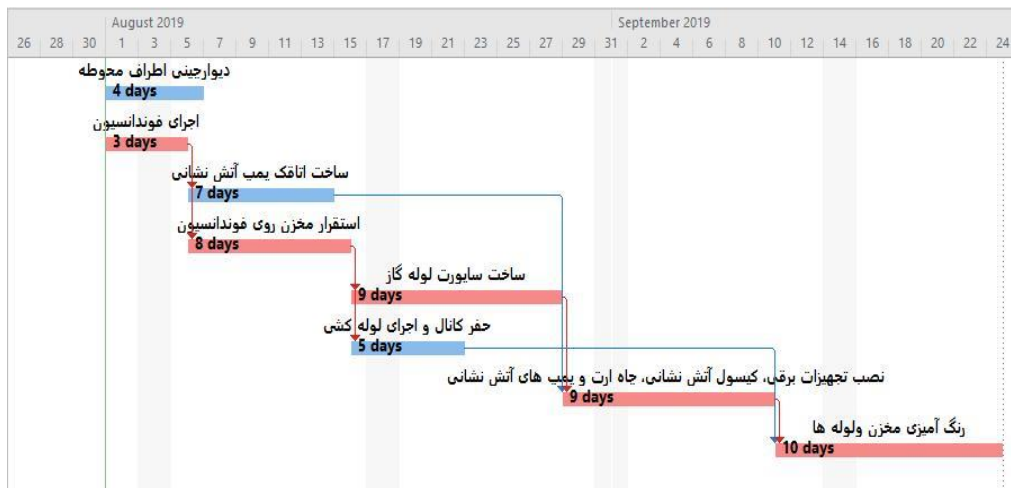 August 2019 September 2019
26 28 30 1 3 5 7 9 11 13 15 17 19 21 23 25 27 29 31 2 4 6 8 10 12 14 16 18 20 22 24
دیوارچینی اطراف محوطه
4 days
اجرای فوندانسیون
3 days
ساخت اتاقک پمپ آتش نشانی
7 days
استقرار مخزن روی فوندانسیون
8 days
ساخت ساپورت لوله گاز
9 days
حفر کانال و اجرای لوله کشی
5 days
نصب تجهیزات برقی، کپسول آتش نشانی، چاه ارت و پمپ های آتش نشانی
9 days
رنگ آمیزی مخزن ولوله ها
10 days